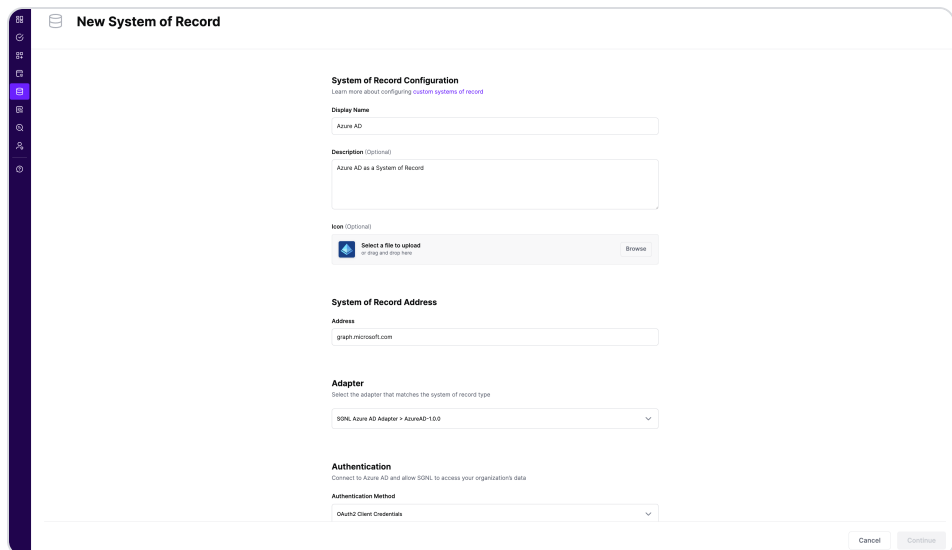 New System of Record
System of Record Configuration
Learn more about configuring custom systems of record
Display Name
Azure AD
Description (Optional)
Azure AD as a System of Record
Icon (Optional)
Select a file to upload
or drag and drop here
Browse
System of Record Address
Address
graph.microsoft.com
Adapter
Select the adapter that matches the system of record type
SGNL Azure AD Adapter > AzureAD-1.0.0
Authentication
Connect to Azure AD and allow SGNL to access your organization's data
Authentication Method
OAuth2 Client Credentials
Cancel
Continue